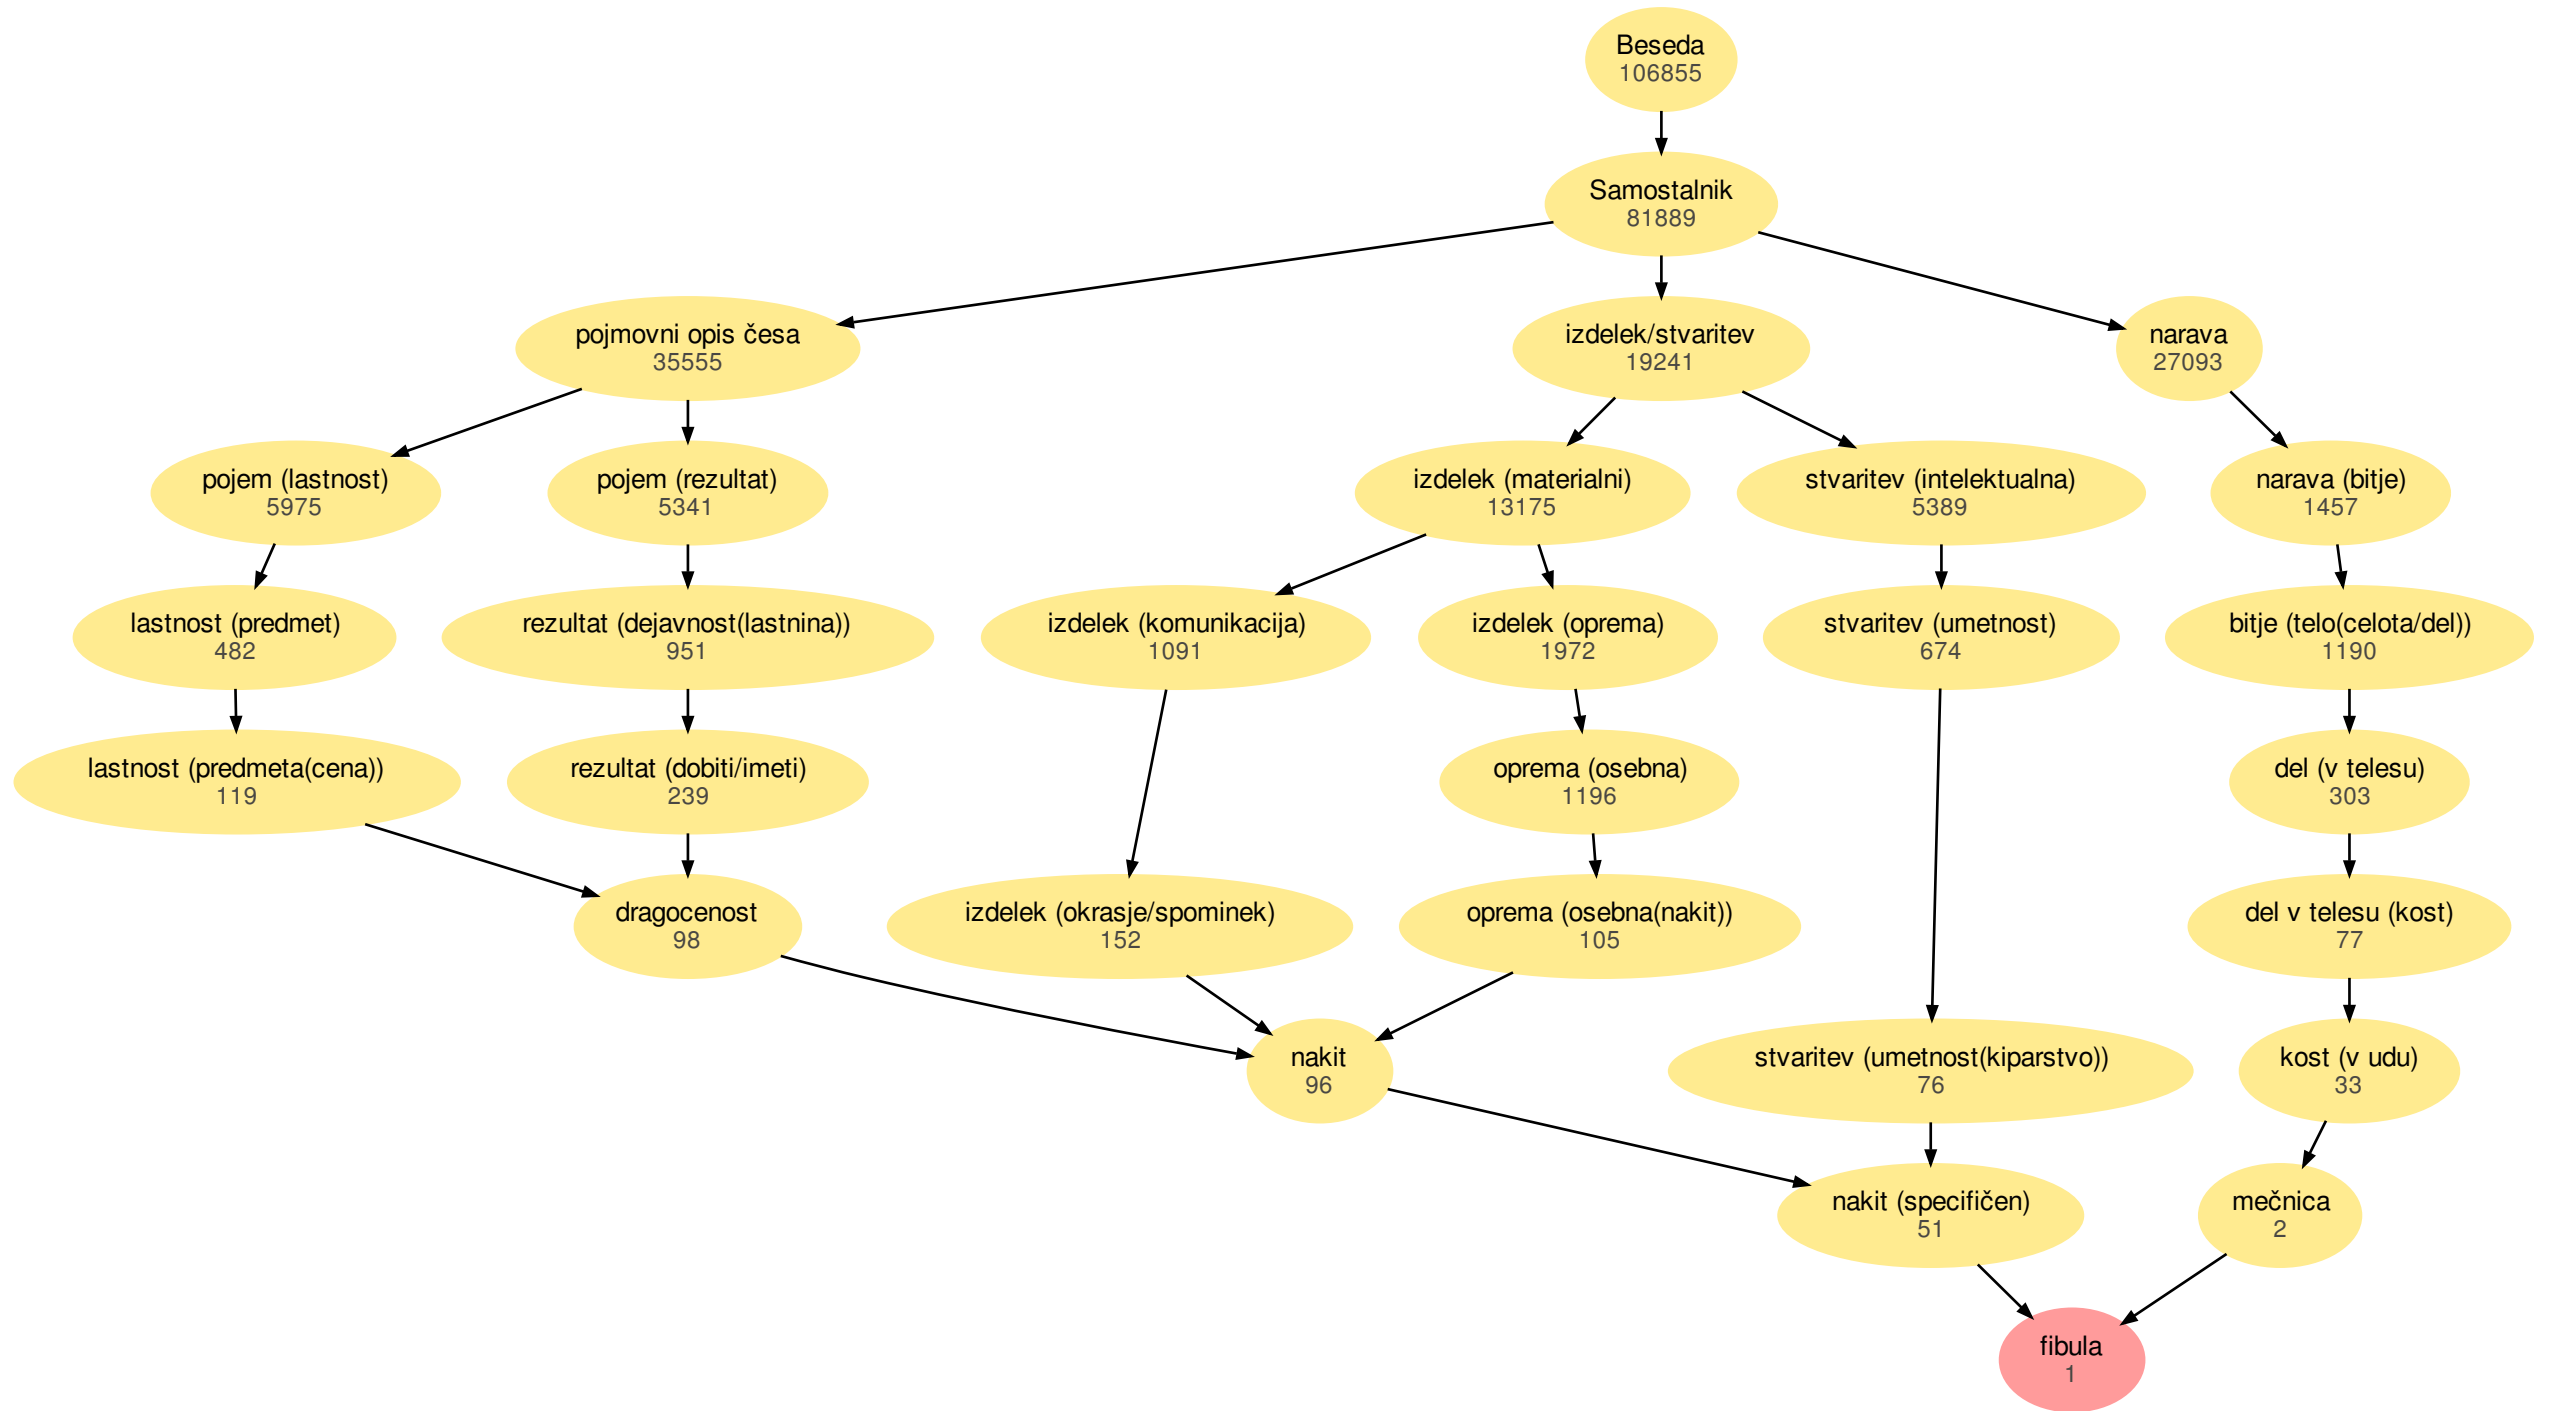 Beseda
106855
Samostalnik
81889
pojmovni opis česa
35555
izdelek/stvaritev
19241
narava
27093
pojem (lastnost)
5975
pojem (rezultat)
5341
izdelek (materialni)
13175
stvaritev (intelektualna)
5389
narava (bitje)
1457
lastnost (predmet)
482
rezultat (dejavnost(lastnina))
951
izdelek (komunikacija)
1091
izdelek (oprema)
1972
stvaritev (umetnost)
674
bitje (telo(celota/del))
1190
lastnost (predmeta(cena))
119
rezultat (dobiti/imeti)
239
oprema (osebna)
1196
del (v telesu)
303
dragocenost
98
izdelek (okrasje/spominek)
152
oprema (osebna(nakit))
105
del v telesu (kost)
77
nakit
96
stvaritev (umetnost(kiparstvo))
76
kost (v udu)
33
nakit (specifičen)
51
mečnica
2
fibula
1